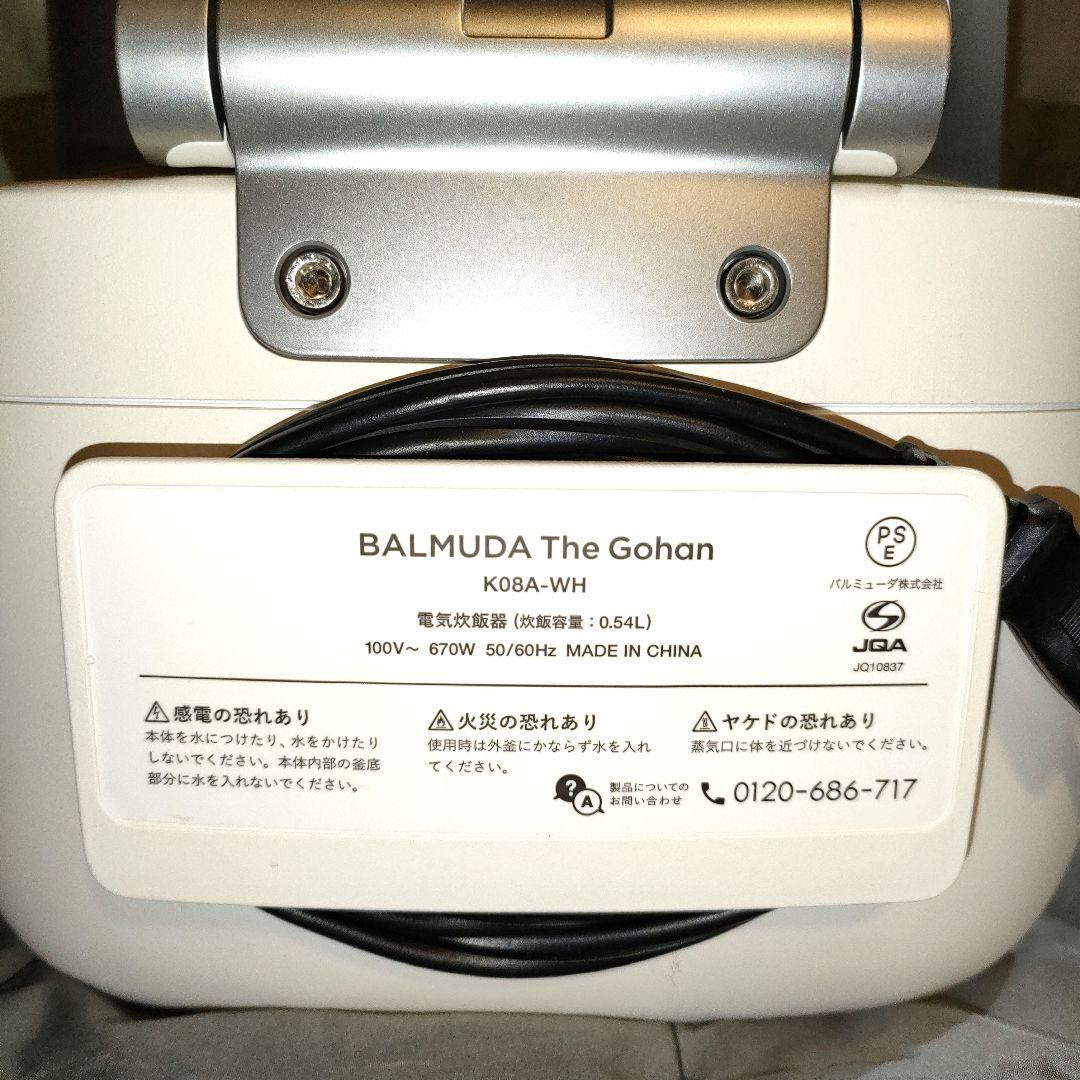 BALMUDA The Gohan
K08A-WH
電気炊飯器 (炊飯容量：0.54L)
100V～ 670W 50/60Hz MADE IN CHINA
PSE
バルミューダ株式会社
JQA
JQ10837
感電の恐れあり
本体を水につけたり、水をかけたり
しないでください。本体内部の釜底
部分に水を入れないでください。
火災の恐れあり
使用時は外釜にかならず水を入れ
てください。
ヤケドの恐れあり
蒸気口に体を近づけないでください。
? A
製品についての
お問い合わせ
0120-686-717